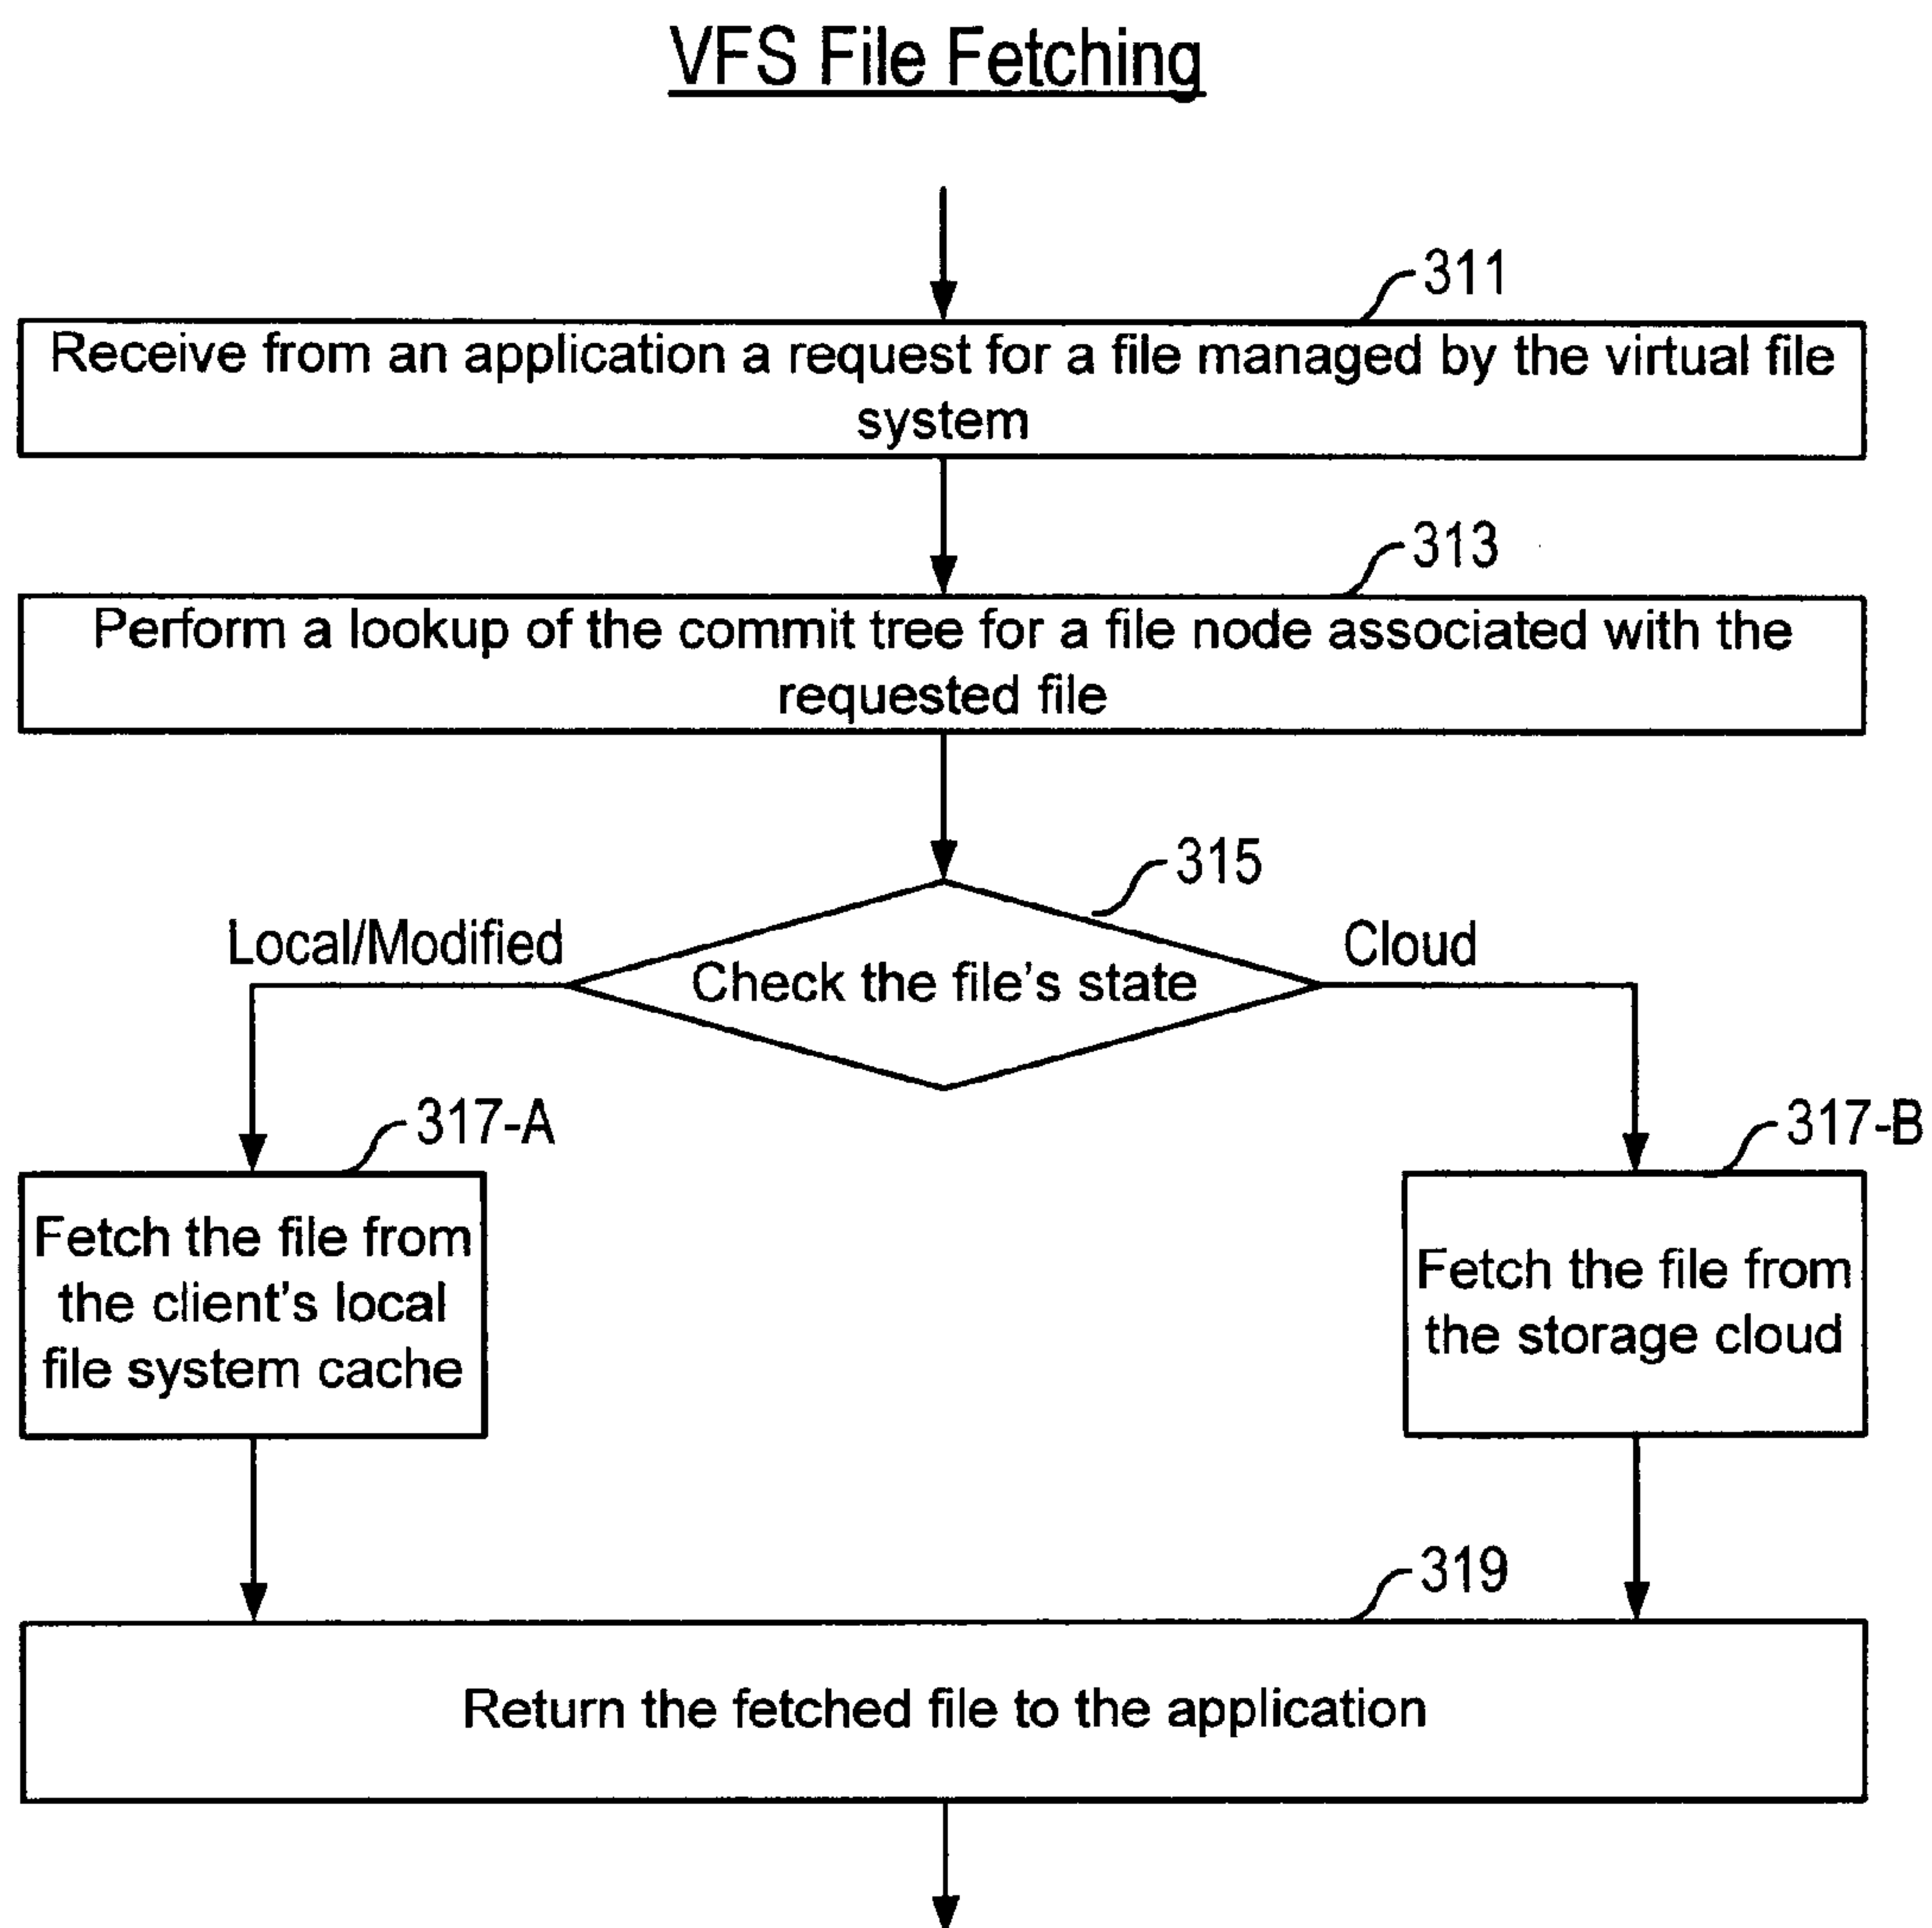 VFS File Fetching
311
Receive from an application a request for a file managed by the virtual file
system
313
Perform a lookup of the commit tree for a file node associated with the
requested file
315
Local/Modified
Check the file's state
Cloud
317-A
317-B
Fetch the file from
the client's local
file system cache
Fetch the file from
the storage cloud
319
Return the fetched file to the application